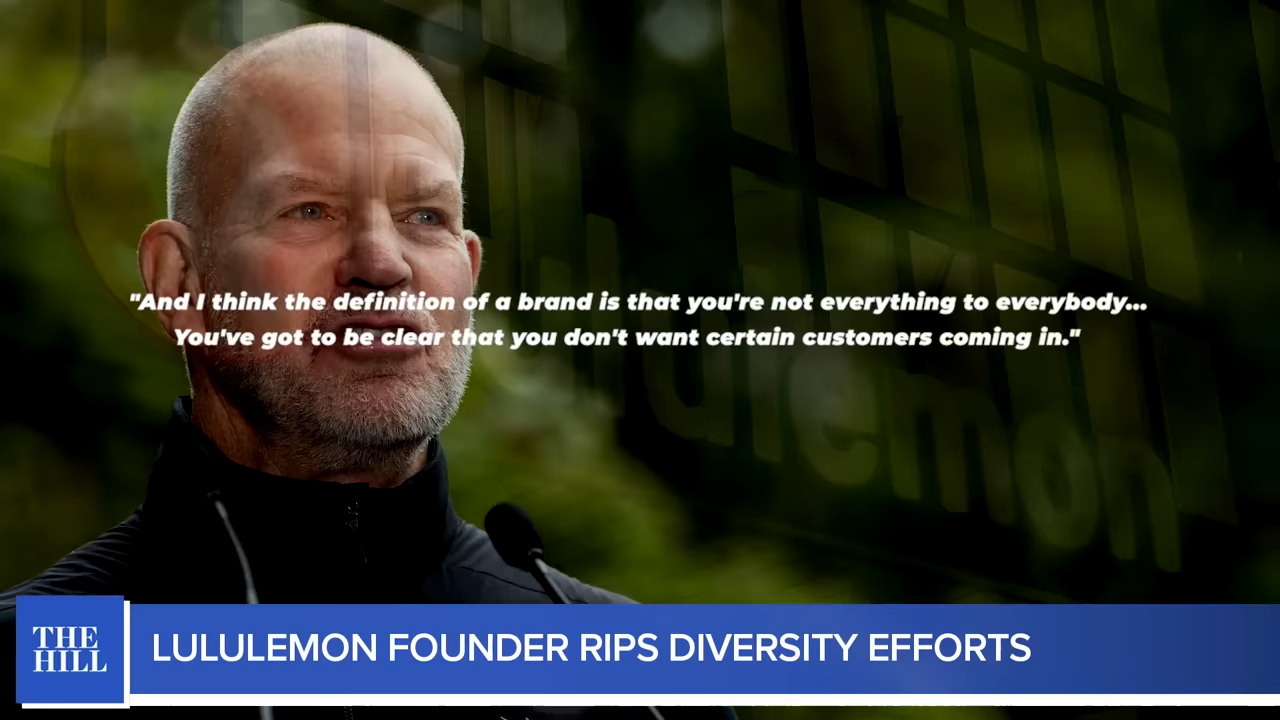 "And I think the definition of a brand is that you're not everything to everybody...
You've got to be clear that you don't want certain customers coming in."
lululemon
THE
HILL
LULULEMON FOUNDER RIPS DIVERSITY EFFORTS